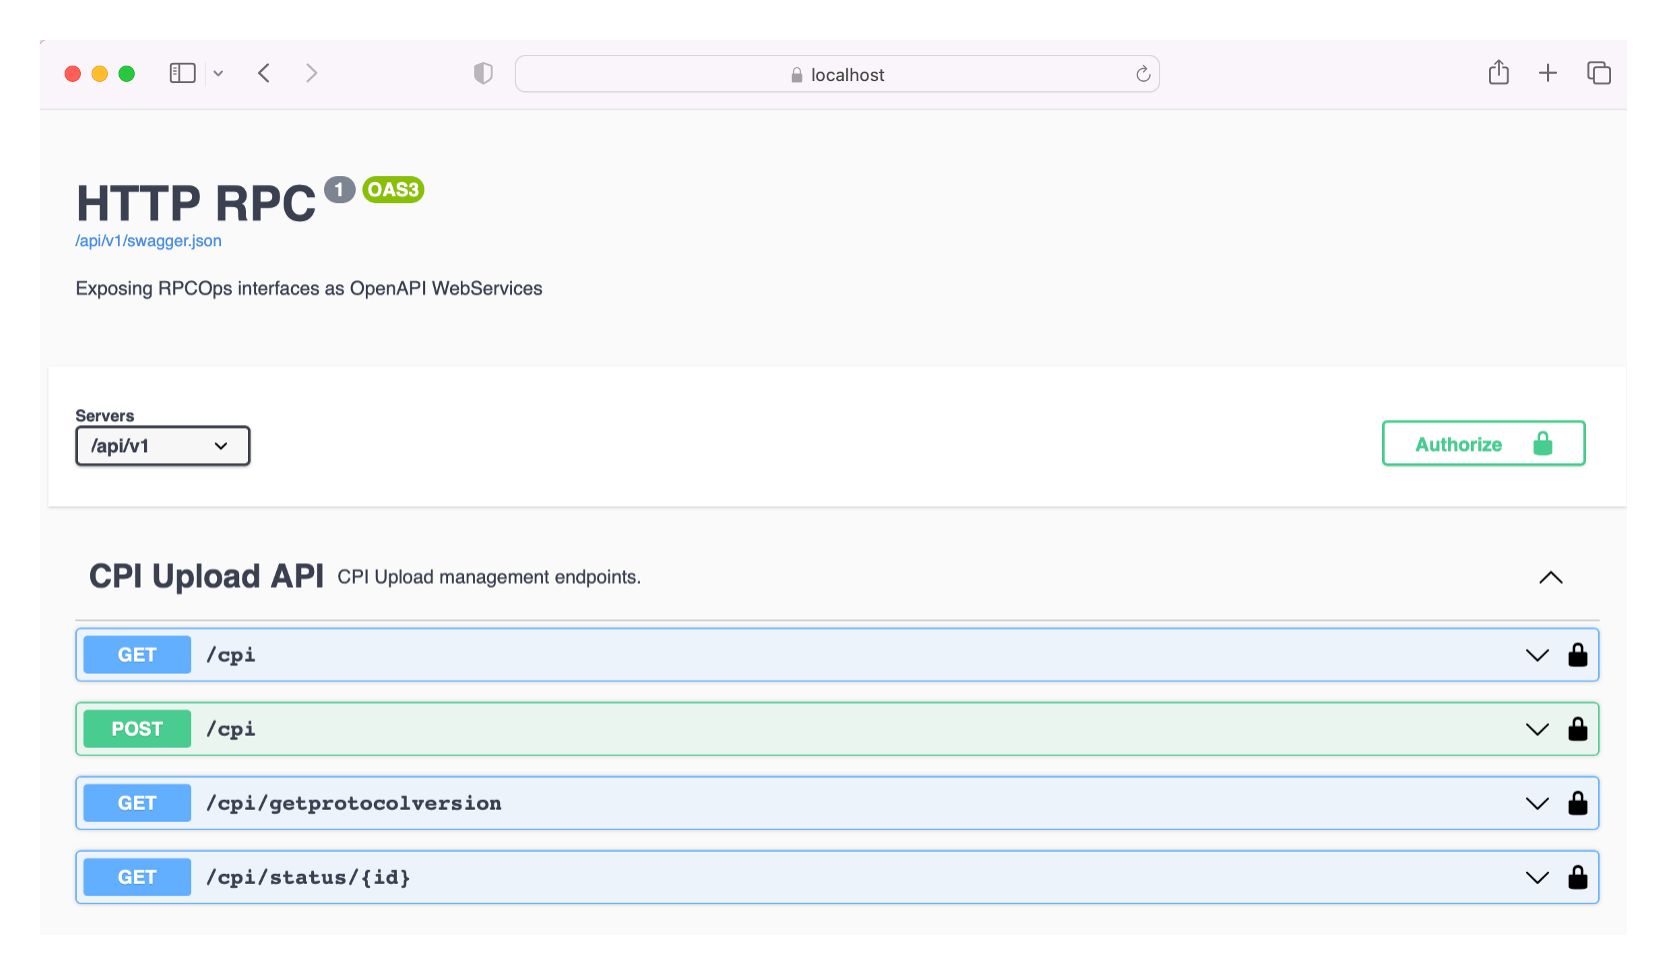 localhost
HTTP RPC 1 OAS3
/api/v1/swagger.json
Exposing RPCOps interfaces as OpenAPI WebServices
Servers
/api/v1
Authorize
CPI Upload API CPI Upload management endpoints.
GET /cpi
POST /cpi
GET /cpi/getprotocolversion
GET /cpi/status/{id}